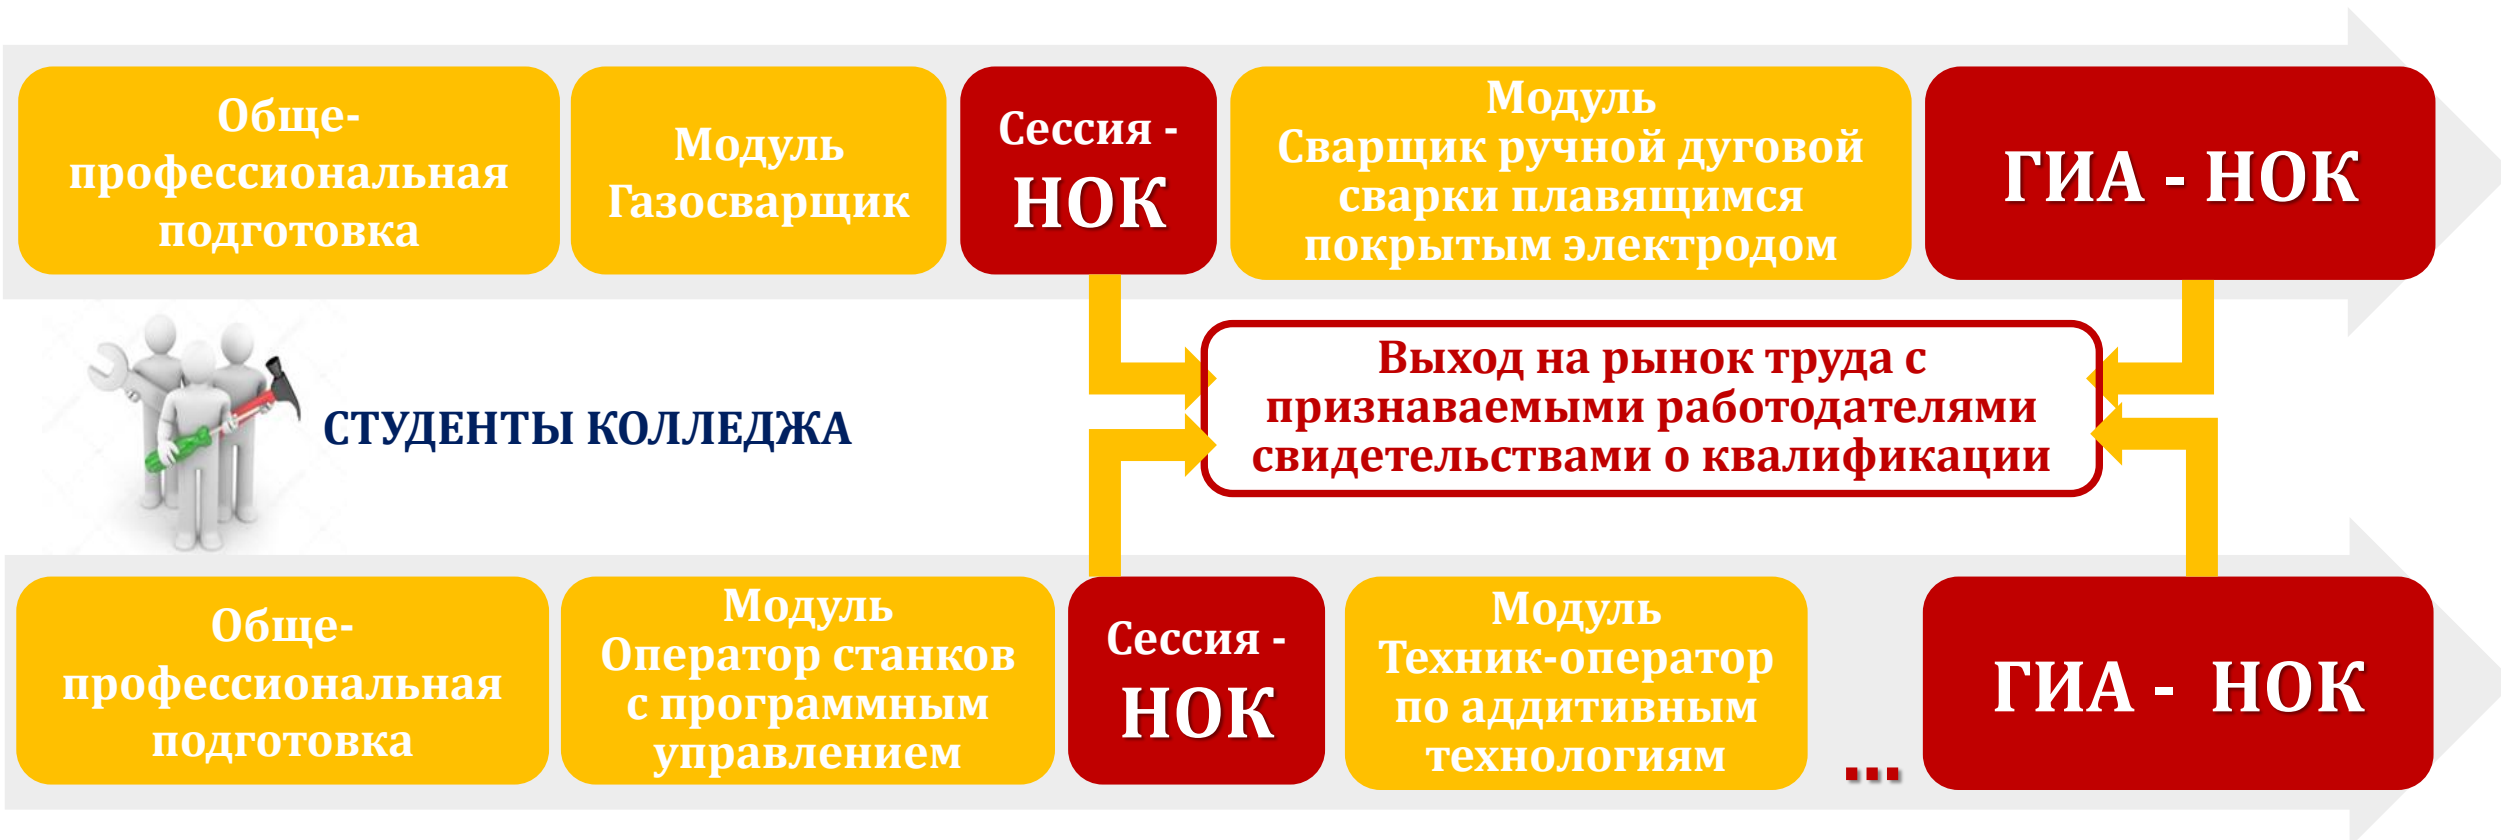 Обще-
профессиональная
подготовка
Модуль
Газосварщик
Сессия -
НОК
Модуль
Сварщик ручной дуговой
сварки плавящимся
покрытым электродом
ГИА - НОК
СТУДЕНТЫ КОЛЛЕДЖА
Выход на рынок труда с
признаваемыми работодателями
свидетельствами о квалификации
Обще-
профессиональная
подготовка
Модуль
Оператор станков
с программным
управлением
Сессия -
НОК
Модуль
Техник-оператор
по аддитивным
технологиям
...
ГИА - НОК